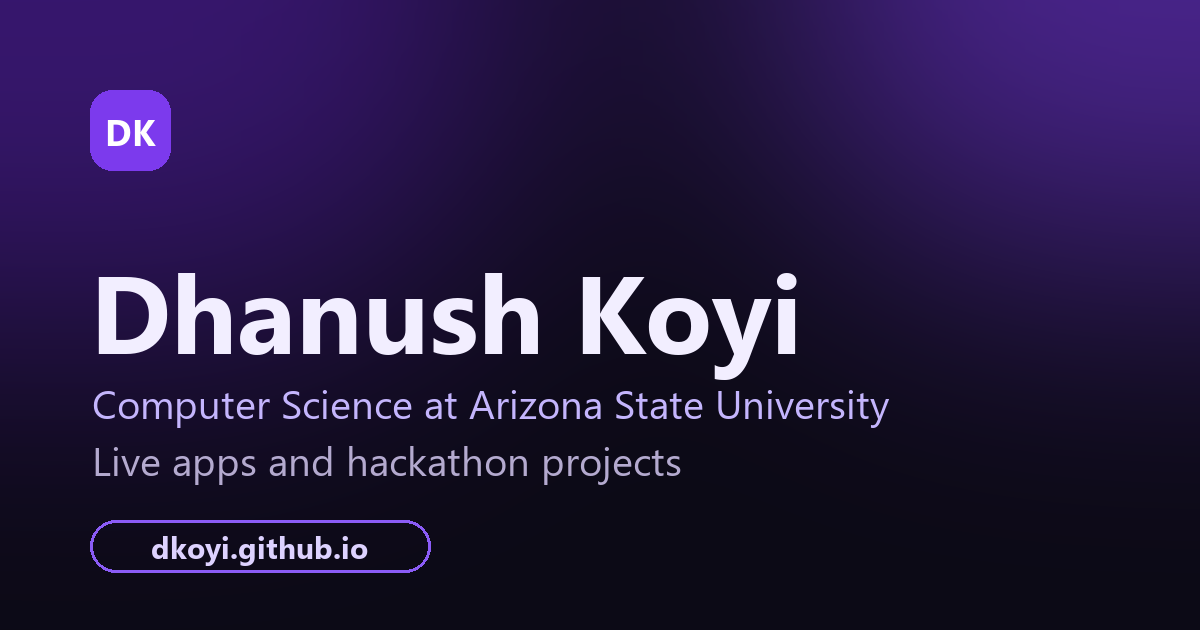 DK
Dhanush Koyi
Computer Science at Arizona State University
Live apps and hackathon projects
dkoyi.github.io